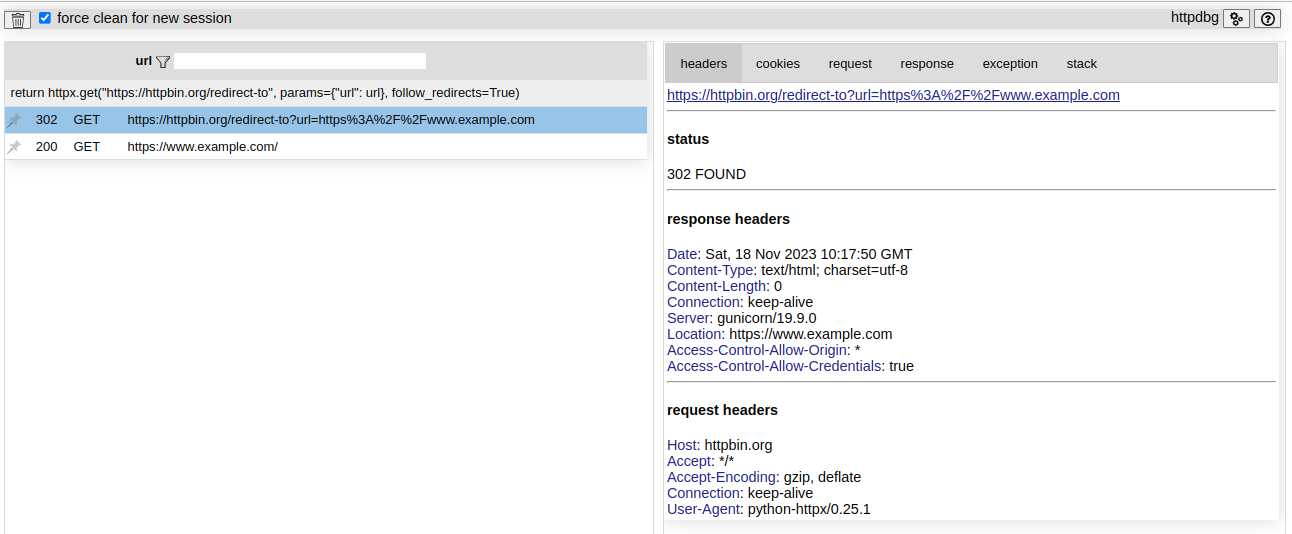 force clean for new session
httpdbg
url
return httpx.get("https://httpbin.org/redirect-to", params={"url": url}, follow_redirects=True)
302 GET https://httpbin.org/redirect-to?url=https%3A%2F%2Fwww.example.com
200 GET https://www.example.com/
headers cookies request response exception stack
https://httpbin.org/redirect-to?url=https%3A%2F%2Fwww.example.com
status
302 FOUND
response headers
Date: Sat, 18 Nov 2023 10:17:50 GMT
Content-Type: text/html; charset=utf-8
Content-Length: 0
Connection: keep-alive
Server: gunicorn/19.9.0
Location: https://www.example.com
Access-Control-Allow-Origin: *
Access-Control-Allow-Credentials: true
request headers
Host: httpbin.org
Accept: */*
Accept-Encoding: gzip, deflate
Connection: keep-alive
User-Agent: python-httpx/0.25.1